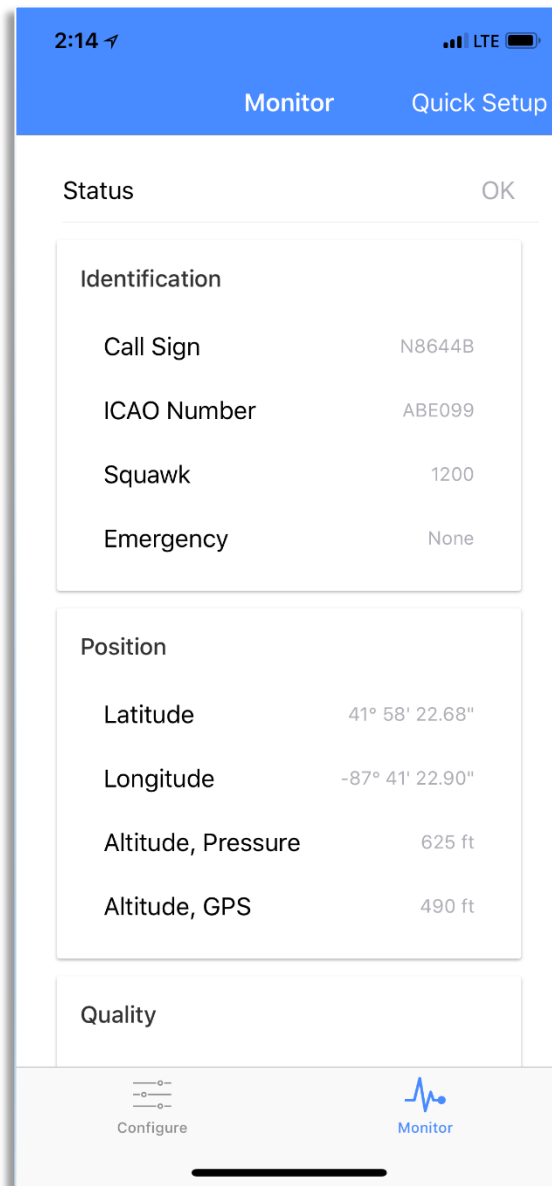 2:14 LTE
Monitor Quick Setup
Status OK
Identification
Call Sign N8644B
ICAO Number ABE099
Squawk 1200
Emergency None
Position
Latitude 41° 58' 22.68"
Longitude -87° 41' 22.90"
Altitude, Pressure 625 ft
Altitude, GPS 490 ft
Quality
Configure Monitor